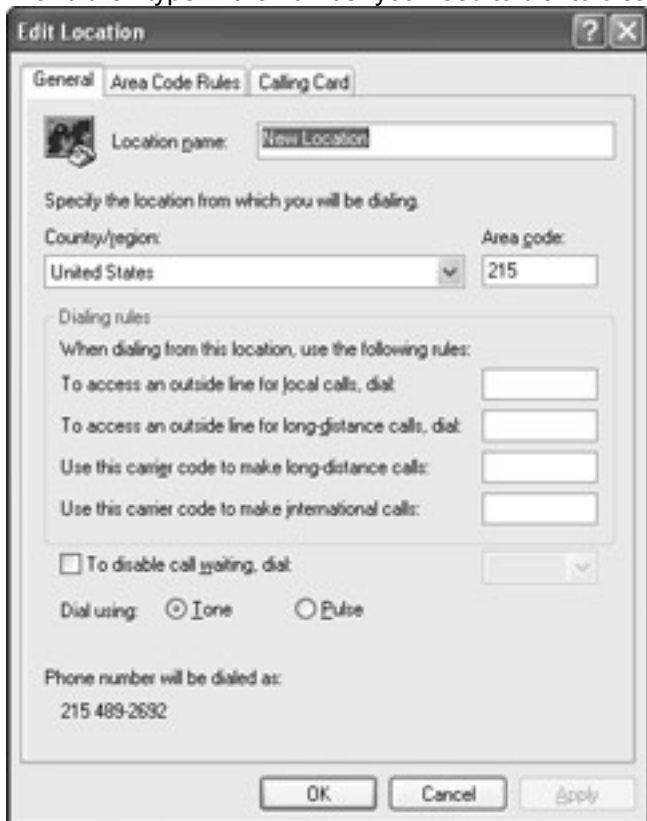 Edit Location
General Area Code Rules Calling Card
Location name: New Location
Specify the location from which you will be dialing.
Country/region: Area code:
United States 215
Dialing rules
When dialing from this location, use the following rules:
To access an outside line for local calls, dial:
To access an outside line for long-distance calls, dial:
Use this carrier code to make long-distance calls:
Use this carrier code to make international calls:
To disable call waiting, dial:
Dial using: Tone Pulse
Phone number will be dialed as:
215 489-2692
OK Cancel Apply